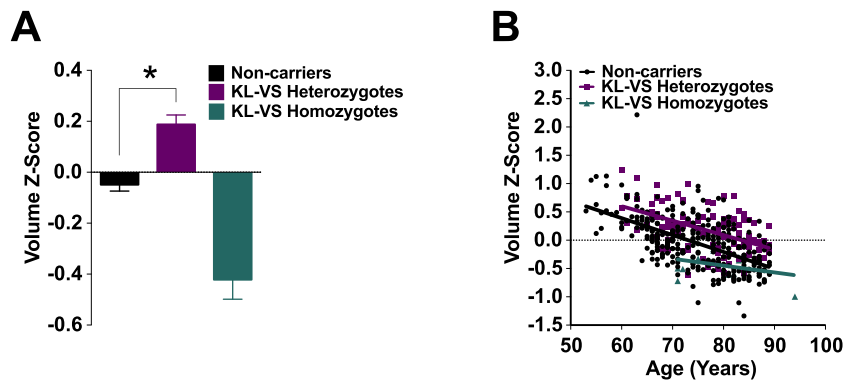 A
0.4
0.2
0.0
-0.2
-0.4
-0.6
Volume Z-Score
*
Non-carriers
KL-VS Heterozygotes
KL-VS Homozygotes
B
3.0
2.5
2.0
1.5
1.0
0.5
0.0
-0.5
-1.0
-1.5
Volume Z-Score
Non-carriers
KL-VS Heterozygotes
KL-VS Homozygotes
50 60 70 80 90 100
Age (Years)